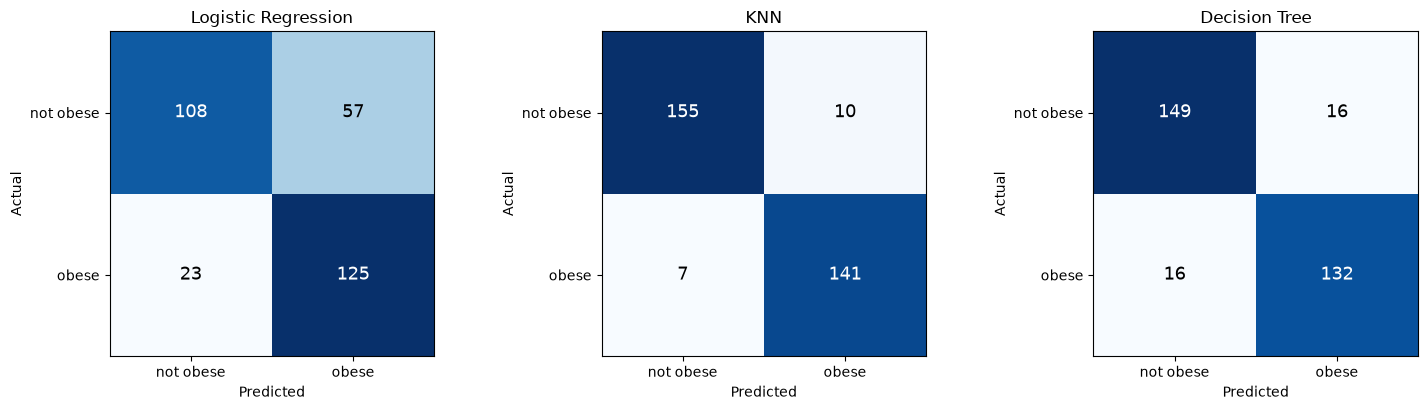 Logistic Regression
not obese
108
57
Actual
obese
23
125
not obese
obese
Predicted
KNN
not obese
155
10
Actual
obese
7
141
not obese
obese
Predicted
Decision Tree
not obese
149
16
Actual
obese
16
132
not obese
obese
Predicted